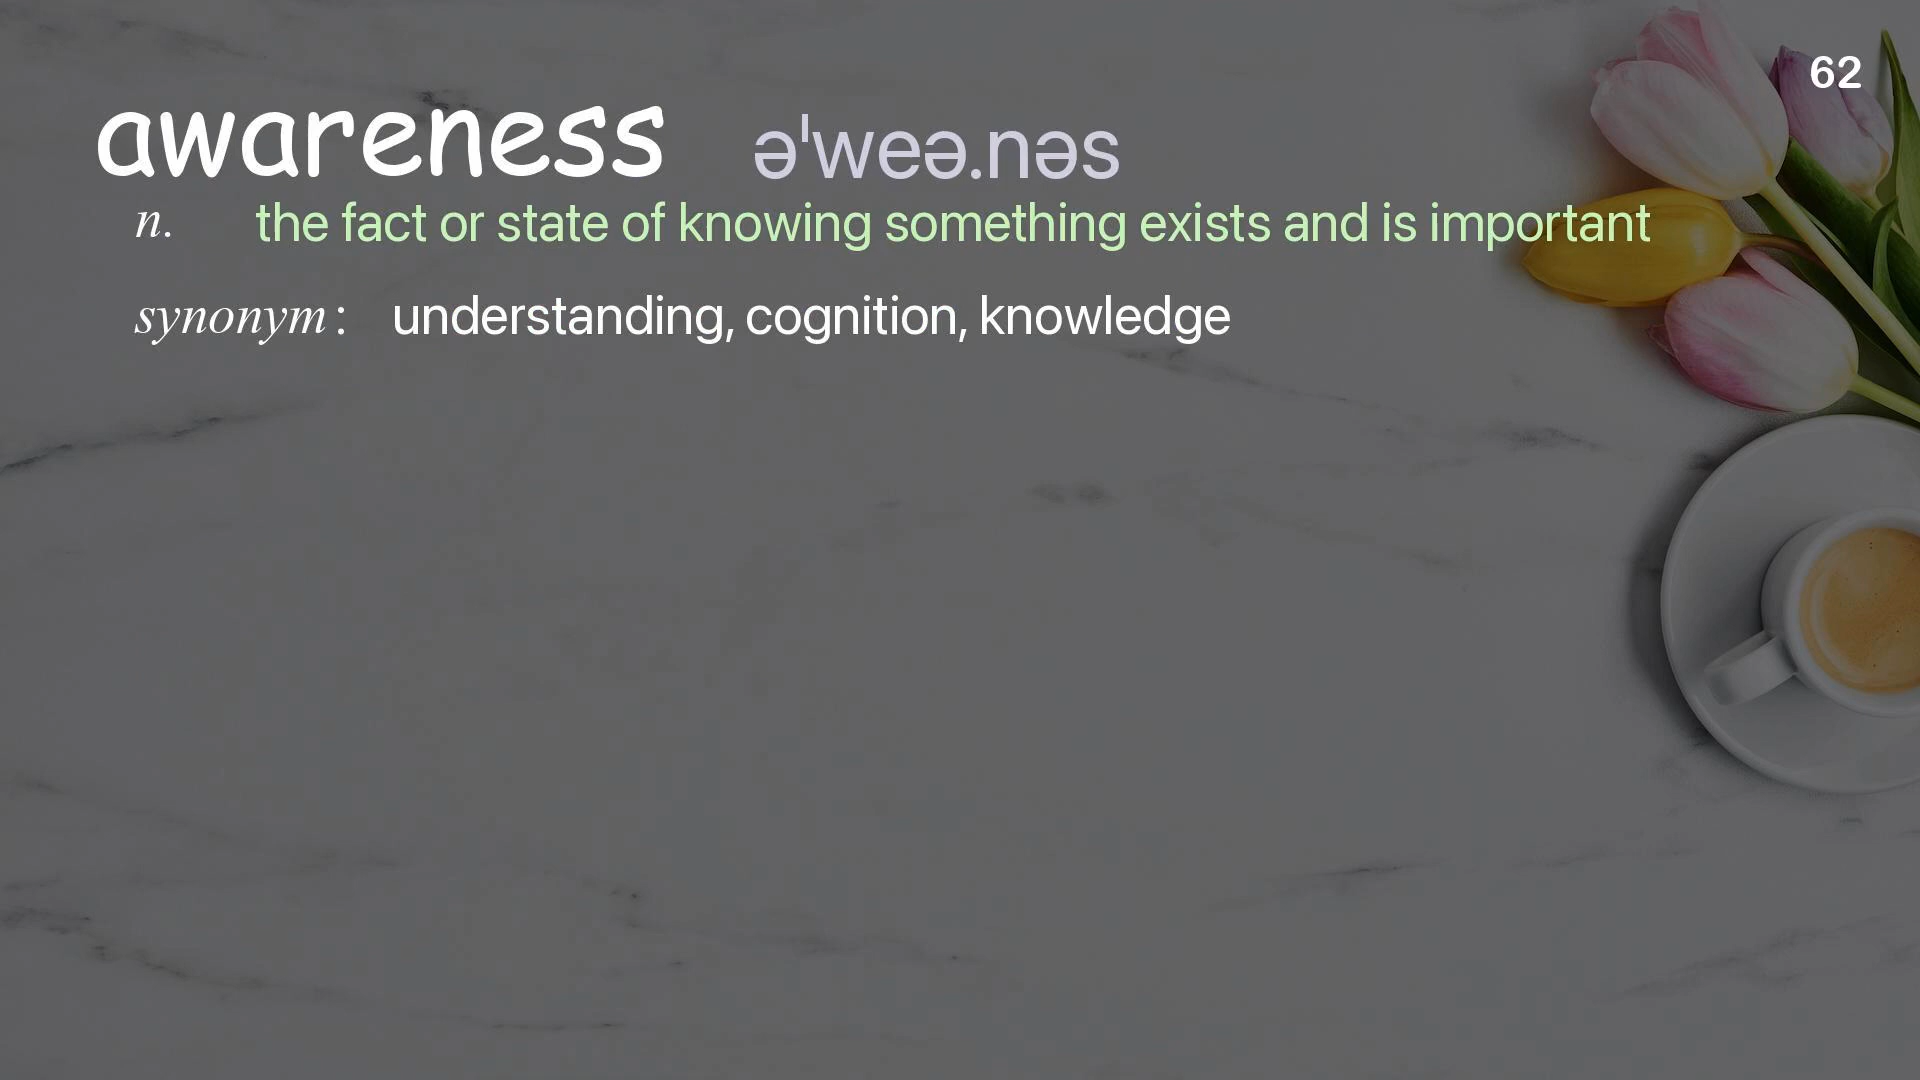 62
awareness əˈweə.nəs
n. the fact or state of knowing something exists and is important
synonym: understanding, cognition, knowledge